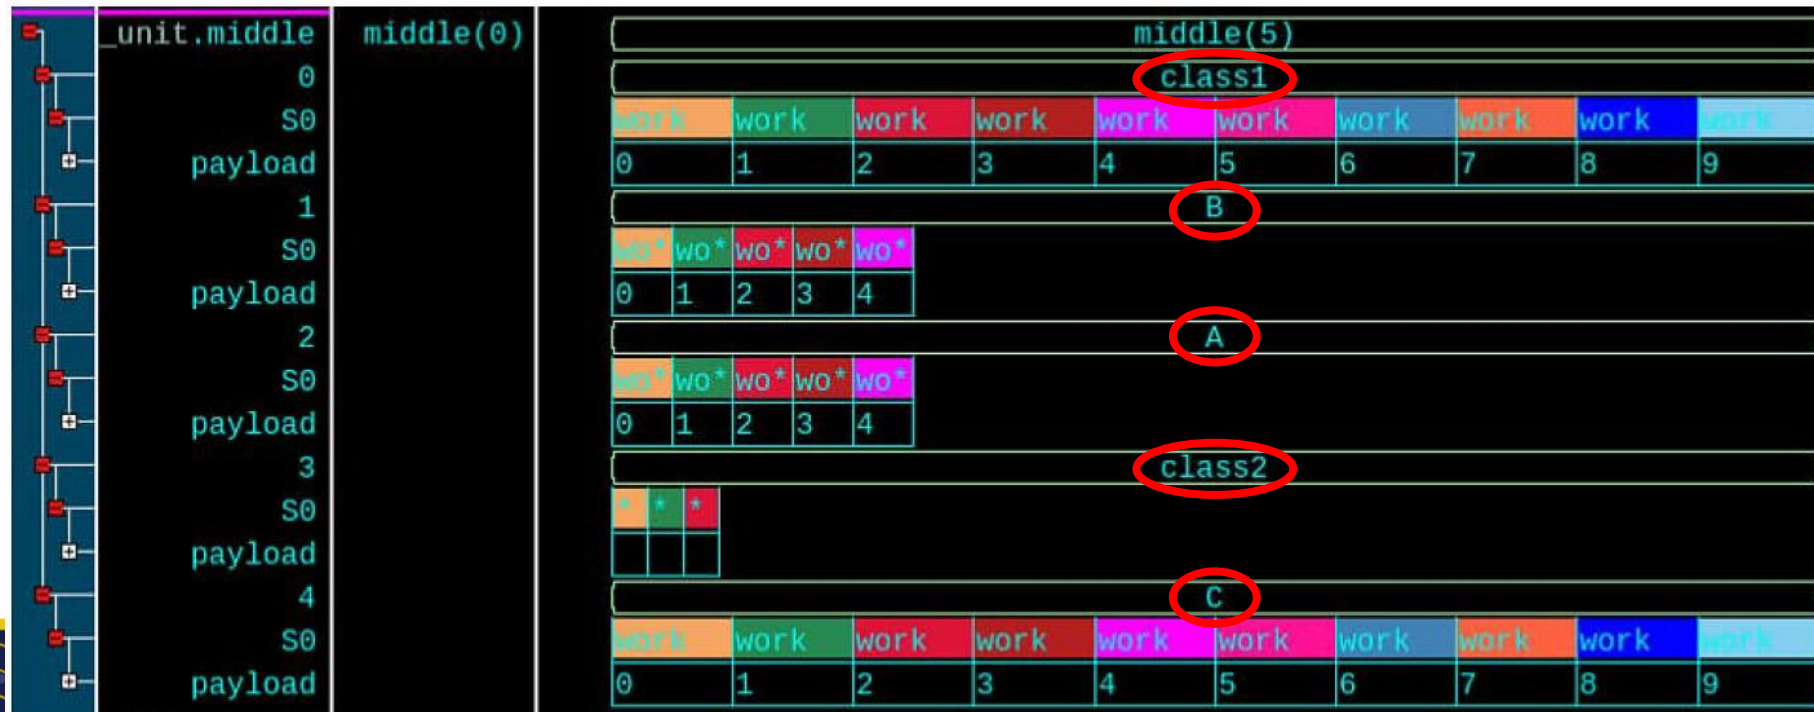 _unit.middle middle(0) middle(5)
0 class1
S0 work work work work work work work work work work
payload 0 1 2 3 4 5 6 7 8 9
1 B
S0 wo* wo* wo* wo* wo*
payload 0 1 2 3 4
2 A
S0 wo* wo* wo* wo* wo*
payload 0 1 2 3 4
3 class2
S0 * * *
payload
4 C
S0 work work work work work work work work work work
payload 0 1 2 3 4 5 6 7 8 9